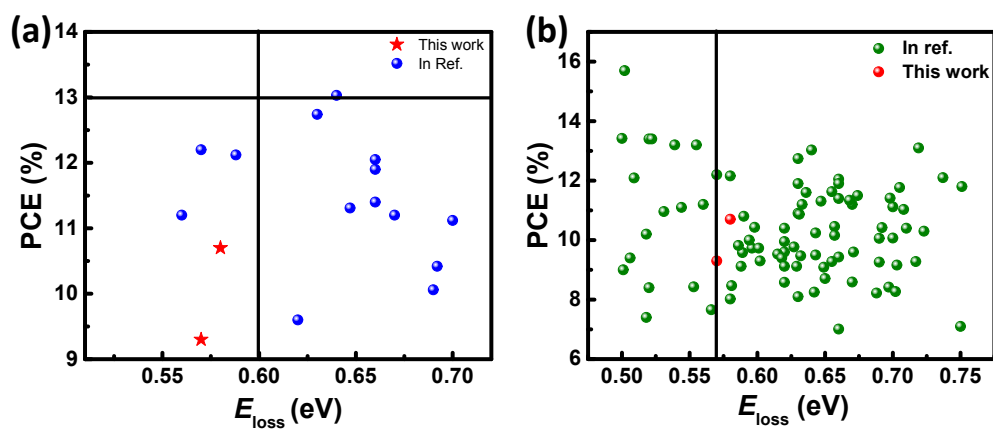 (a)
14
13
12
11
10
9
PCE (%)
0.55
0.60
0.65
0.70
E_loss (eV)
This work
In Ref.
(b)
16
14
12
10
8
6
PCE (%)
0.50
0.55
0.60
0.65
0.70
0.75
E_loss (eV)
In ref.
This work